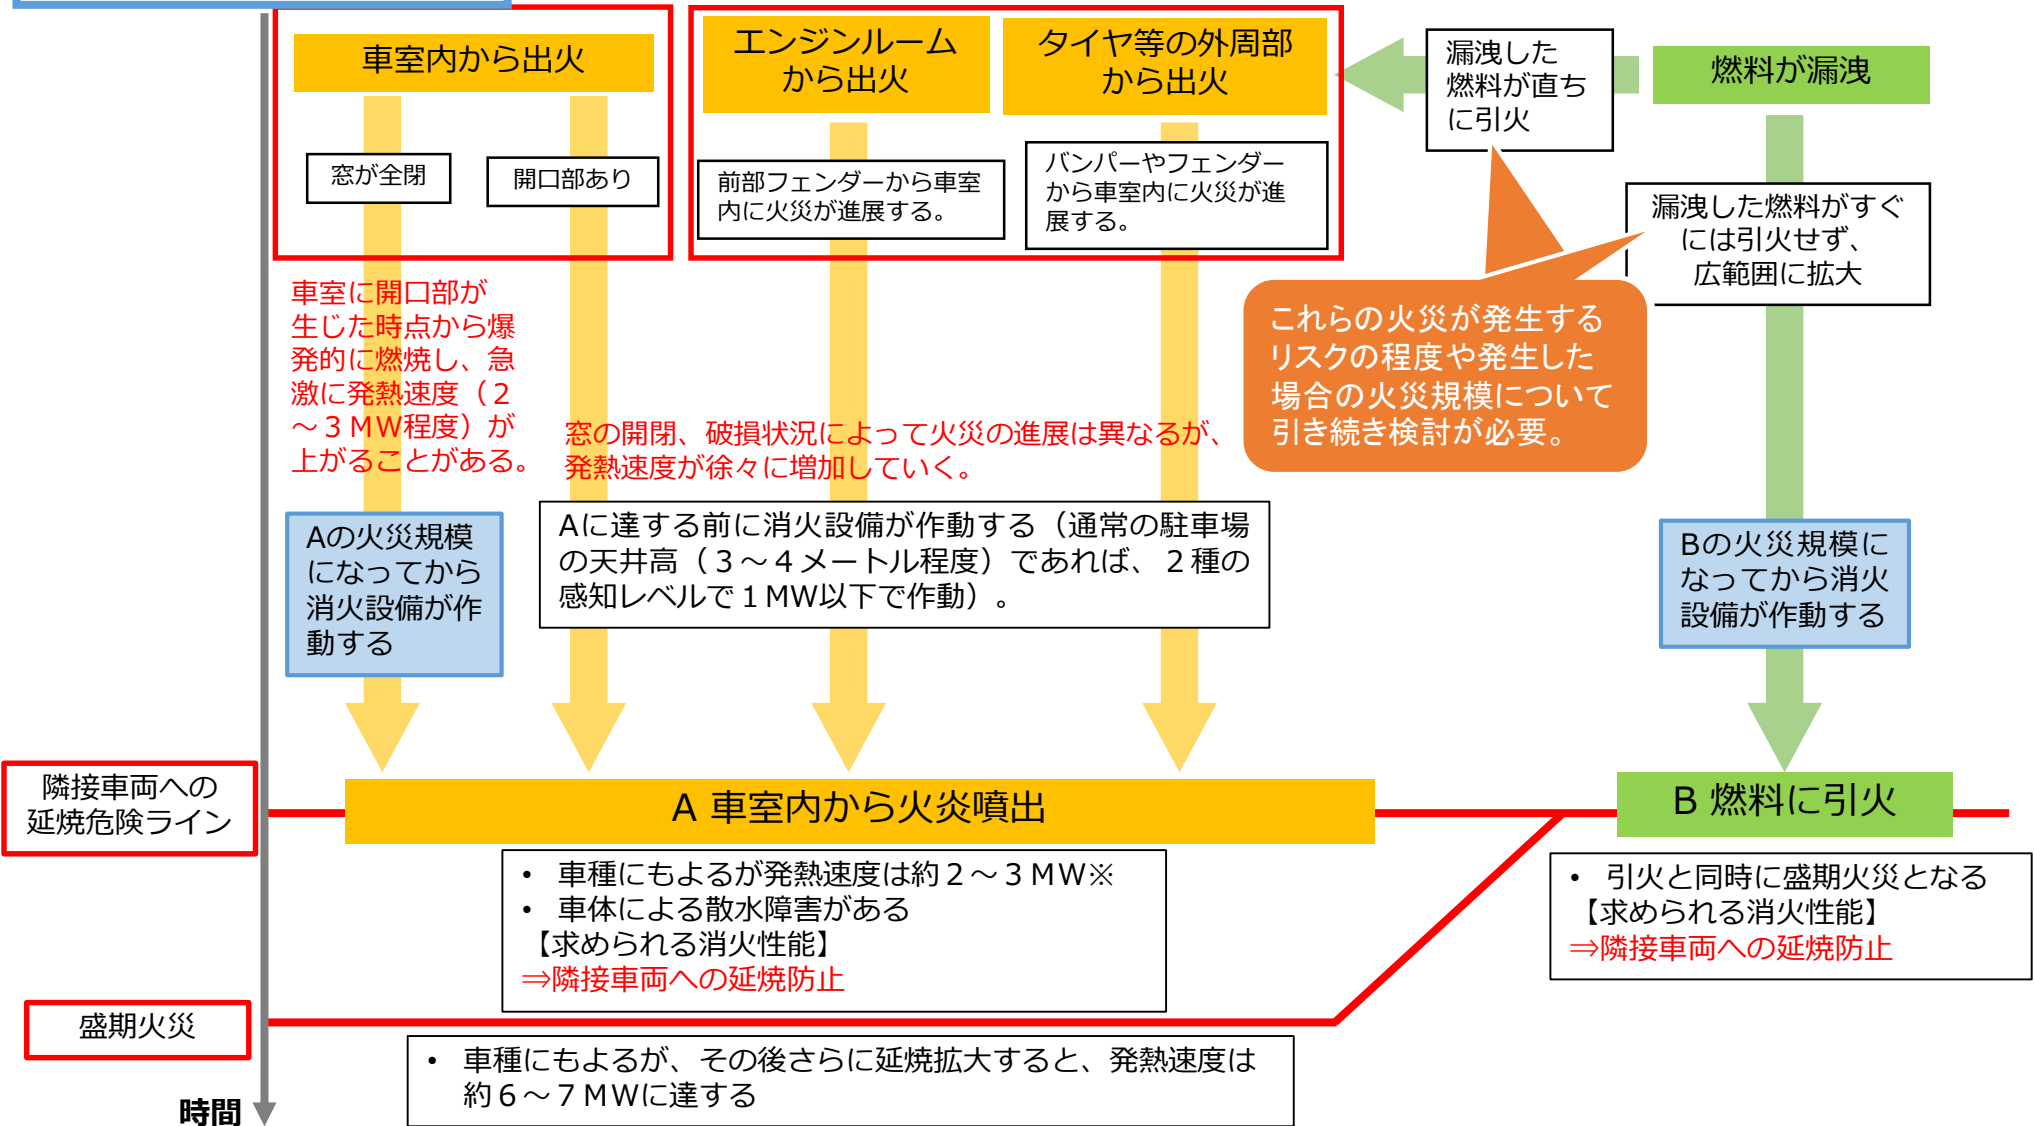 車室内から出火
エンジンルーム
から出火
タイヤ等の外周部
から出火
漏洩した
燃料が直ち
に引火
燃料が漏洩
窓が全閉
開口部あり
前部フェンダーから車室
内に火災が進展する。
バンパーやフェンダー
から車室内に火災が進
展する。
漏洩した燃料がすぐ
には引火せず、
広範囲に拡大
車室に開口部が
生じた時点から爆
発的に燃焼し、急
激に発熱速度（２
～３ＭＷ程度）が
上がることがある。
窓の開閉、破損状況によって火災の進展は異なるが、
発熱速度が徐々に増加していく。
これらの火災が発生する
リスクの程度や発生した
場合の火災規模について
引き続き検討が必要。
Aの火災規模
になってから
消火設備が作
動する
Aに達する前に消火設備が作動する（通常の駐車場
の天井高（３～４メートル程度）であれば、２種の
感知レベルで１MW以下で作動）。
Bの火災規模に
なってから消火
設備が作動する
隣接車両への
延焼危険ライン
A 車室内から火炎噴出
B 燃料に引火
• 車種にもよるが発熱速度は約２～３ＭＷ※
• 車体による散水障害がある
【求められる消火性能】
⇒隣接車両への延焼防止
• 引火と同時に盛期火災となる
【求められる消火性能】
⇒隣接車両への延焼防止
盛期火災
• 車種にもよるが、その後さらに延焼拡大すると、発熱速度は
約６～７ＭＷに達する
時間